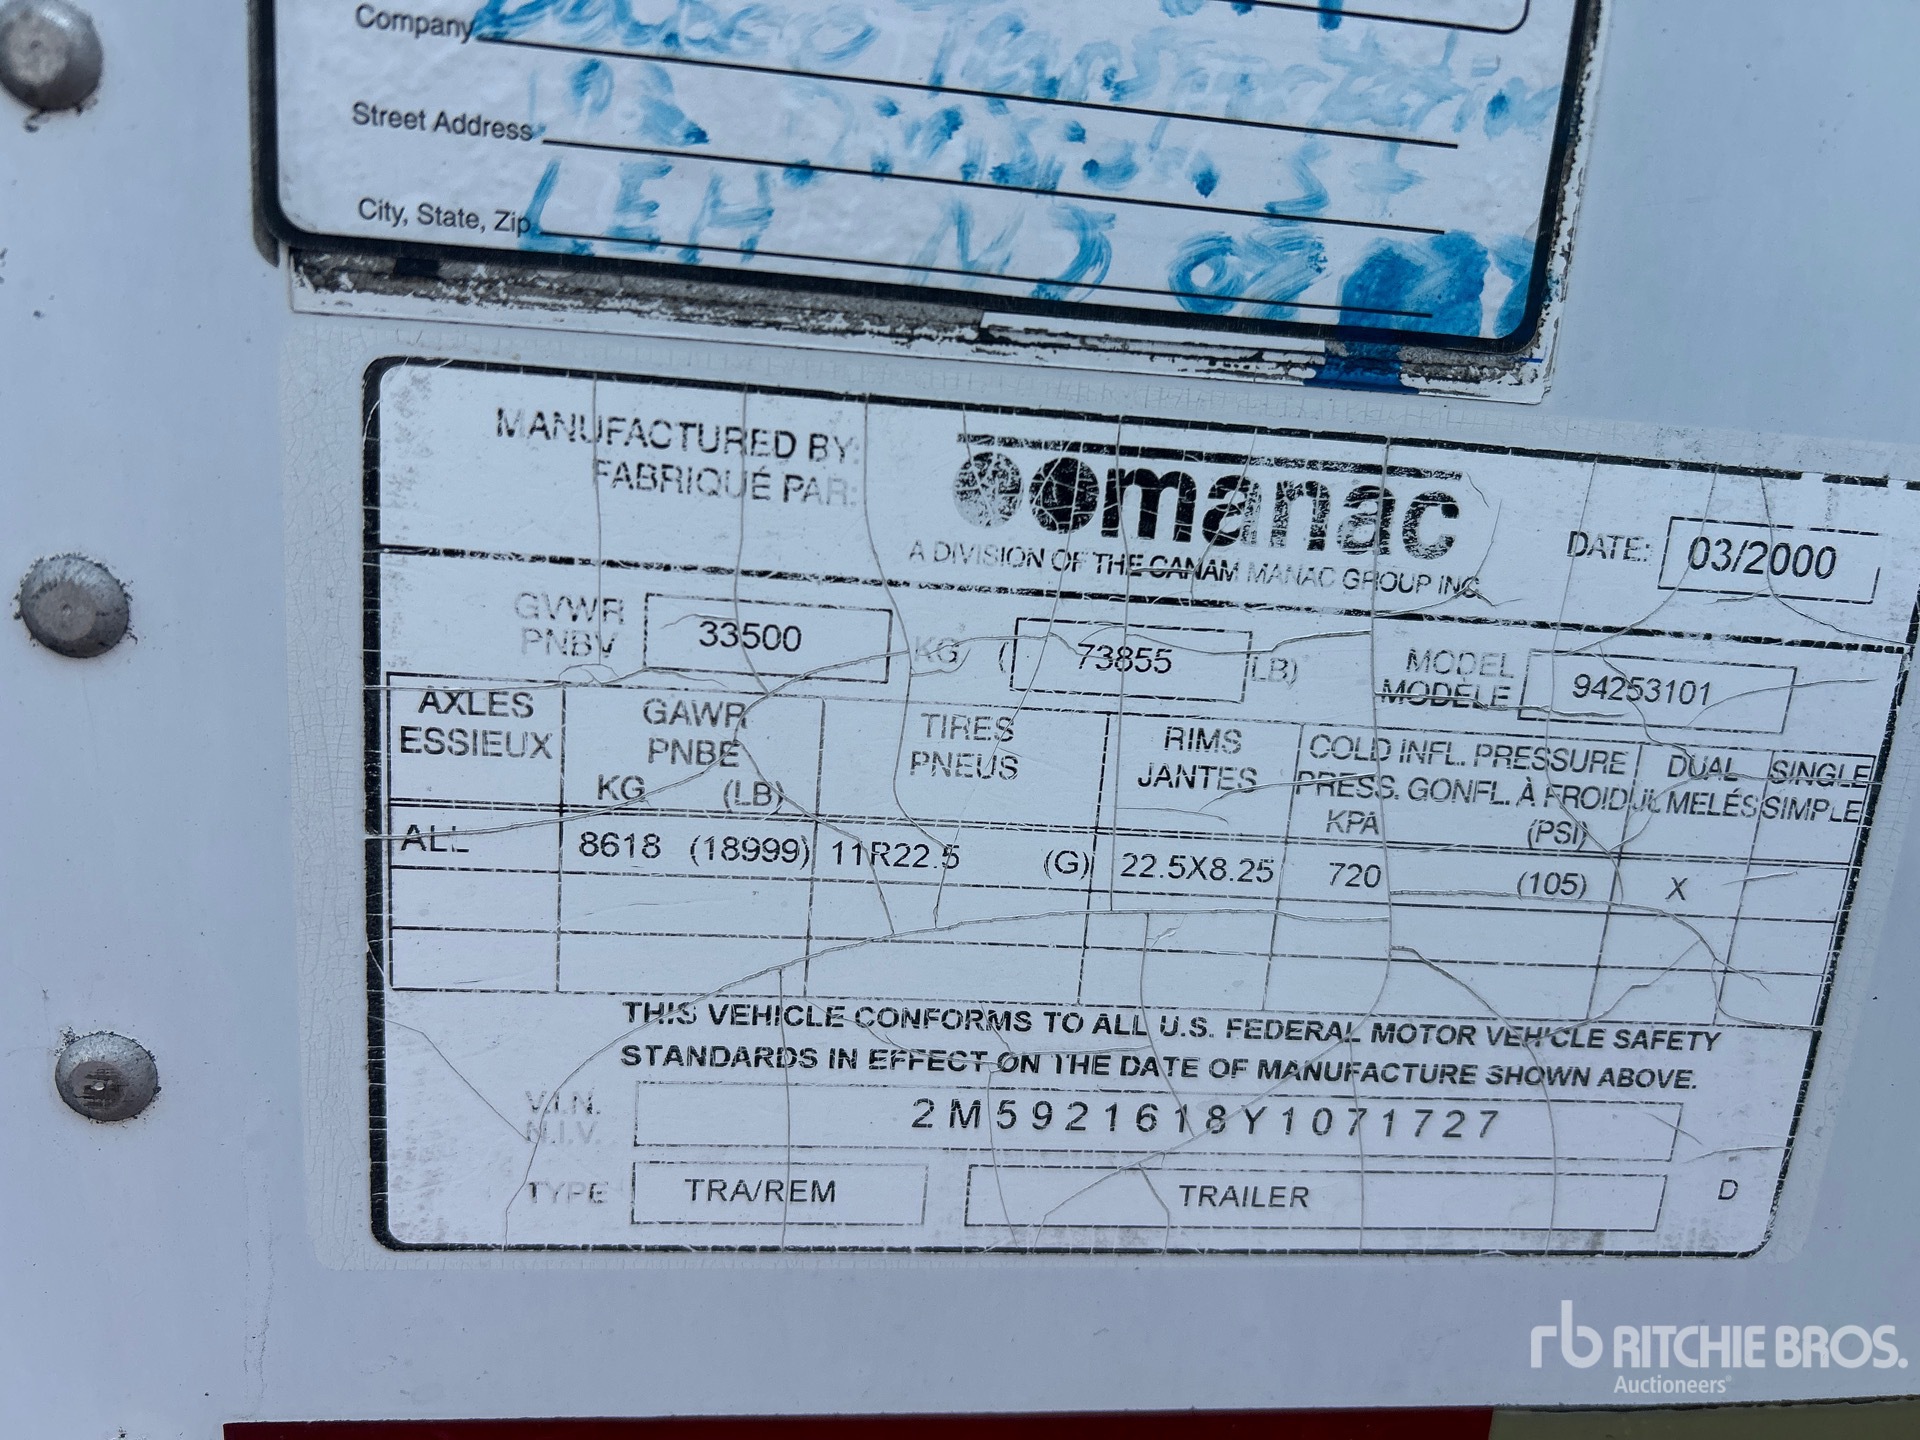 Company
Street Address
City, State, Zip LEH NJ
MANUFACTURED BY:
FABRIQUÉ PAR:
manac
A DIVISION OF THE CANAM MANAC GROUP INC.
DATE: 03/2000
GVWR
PNBV 33500 KG ( 73855 LB)
MODEL
MODÈLE 94253101
AXLES
ESSIEUX
GAWR
PNBE
KG (LB)
TIRES
PNEUS
RIMS
JANTES
COLD INFL. PRESSURE
PRESS. GONFL. À FROID
KPA (PSI)
DUAL
JUMELÉS
SINGLE
SIMPLE
ALL 8618 (18999) 11R22.5 (G) 22.5X8.25 720 (105) X
THIS VEHICLE CONFORMS TO ALL U.S. FEDERAL MOTOR VEHICLE SAFETY
STANDARDS IN EFFECT ON THE DATE OF MANUFACTURE SHOWN ABOVE.
V.I.N.
N.I.V. 2M5921618Y1071727
TYPE TRA/REM TRAILER D
rb RITCHIE BROS.
Auctioneers